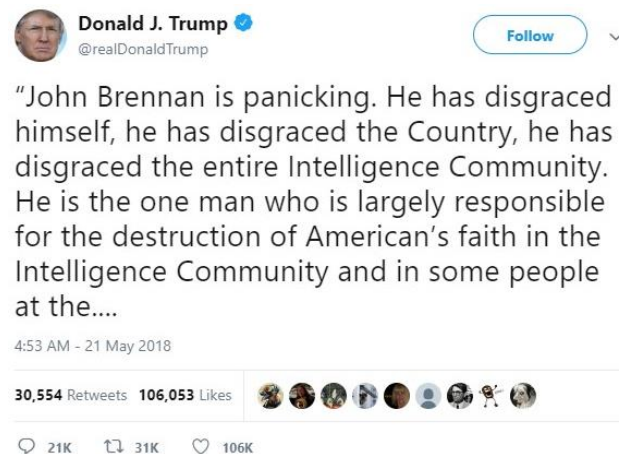 Donald J. Trump
@realDonaldTrump
Follow
“John Brennan is panicking. He has disgraced
himself, he has disgraced the Country, he has
disgraced the entire Intelligence Community.
He is the one man who is largely responsible
for the destruction of American’s faith in the
Intelligence Community and in some people
at the....
4:53 AM - 21 May 2018
30,554 Retweets 106,053 Likes
21K 31K 106K